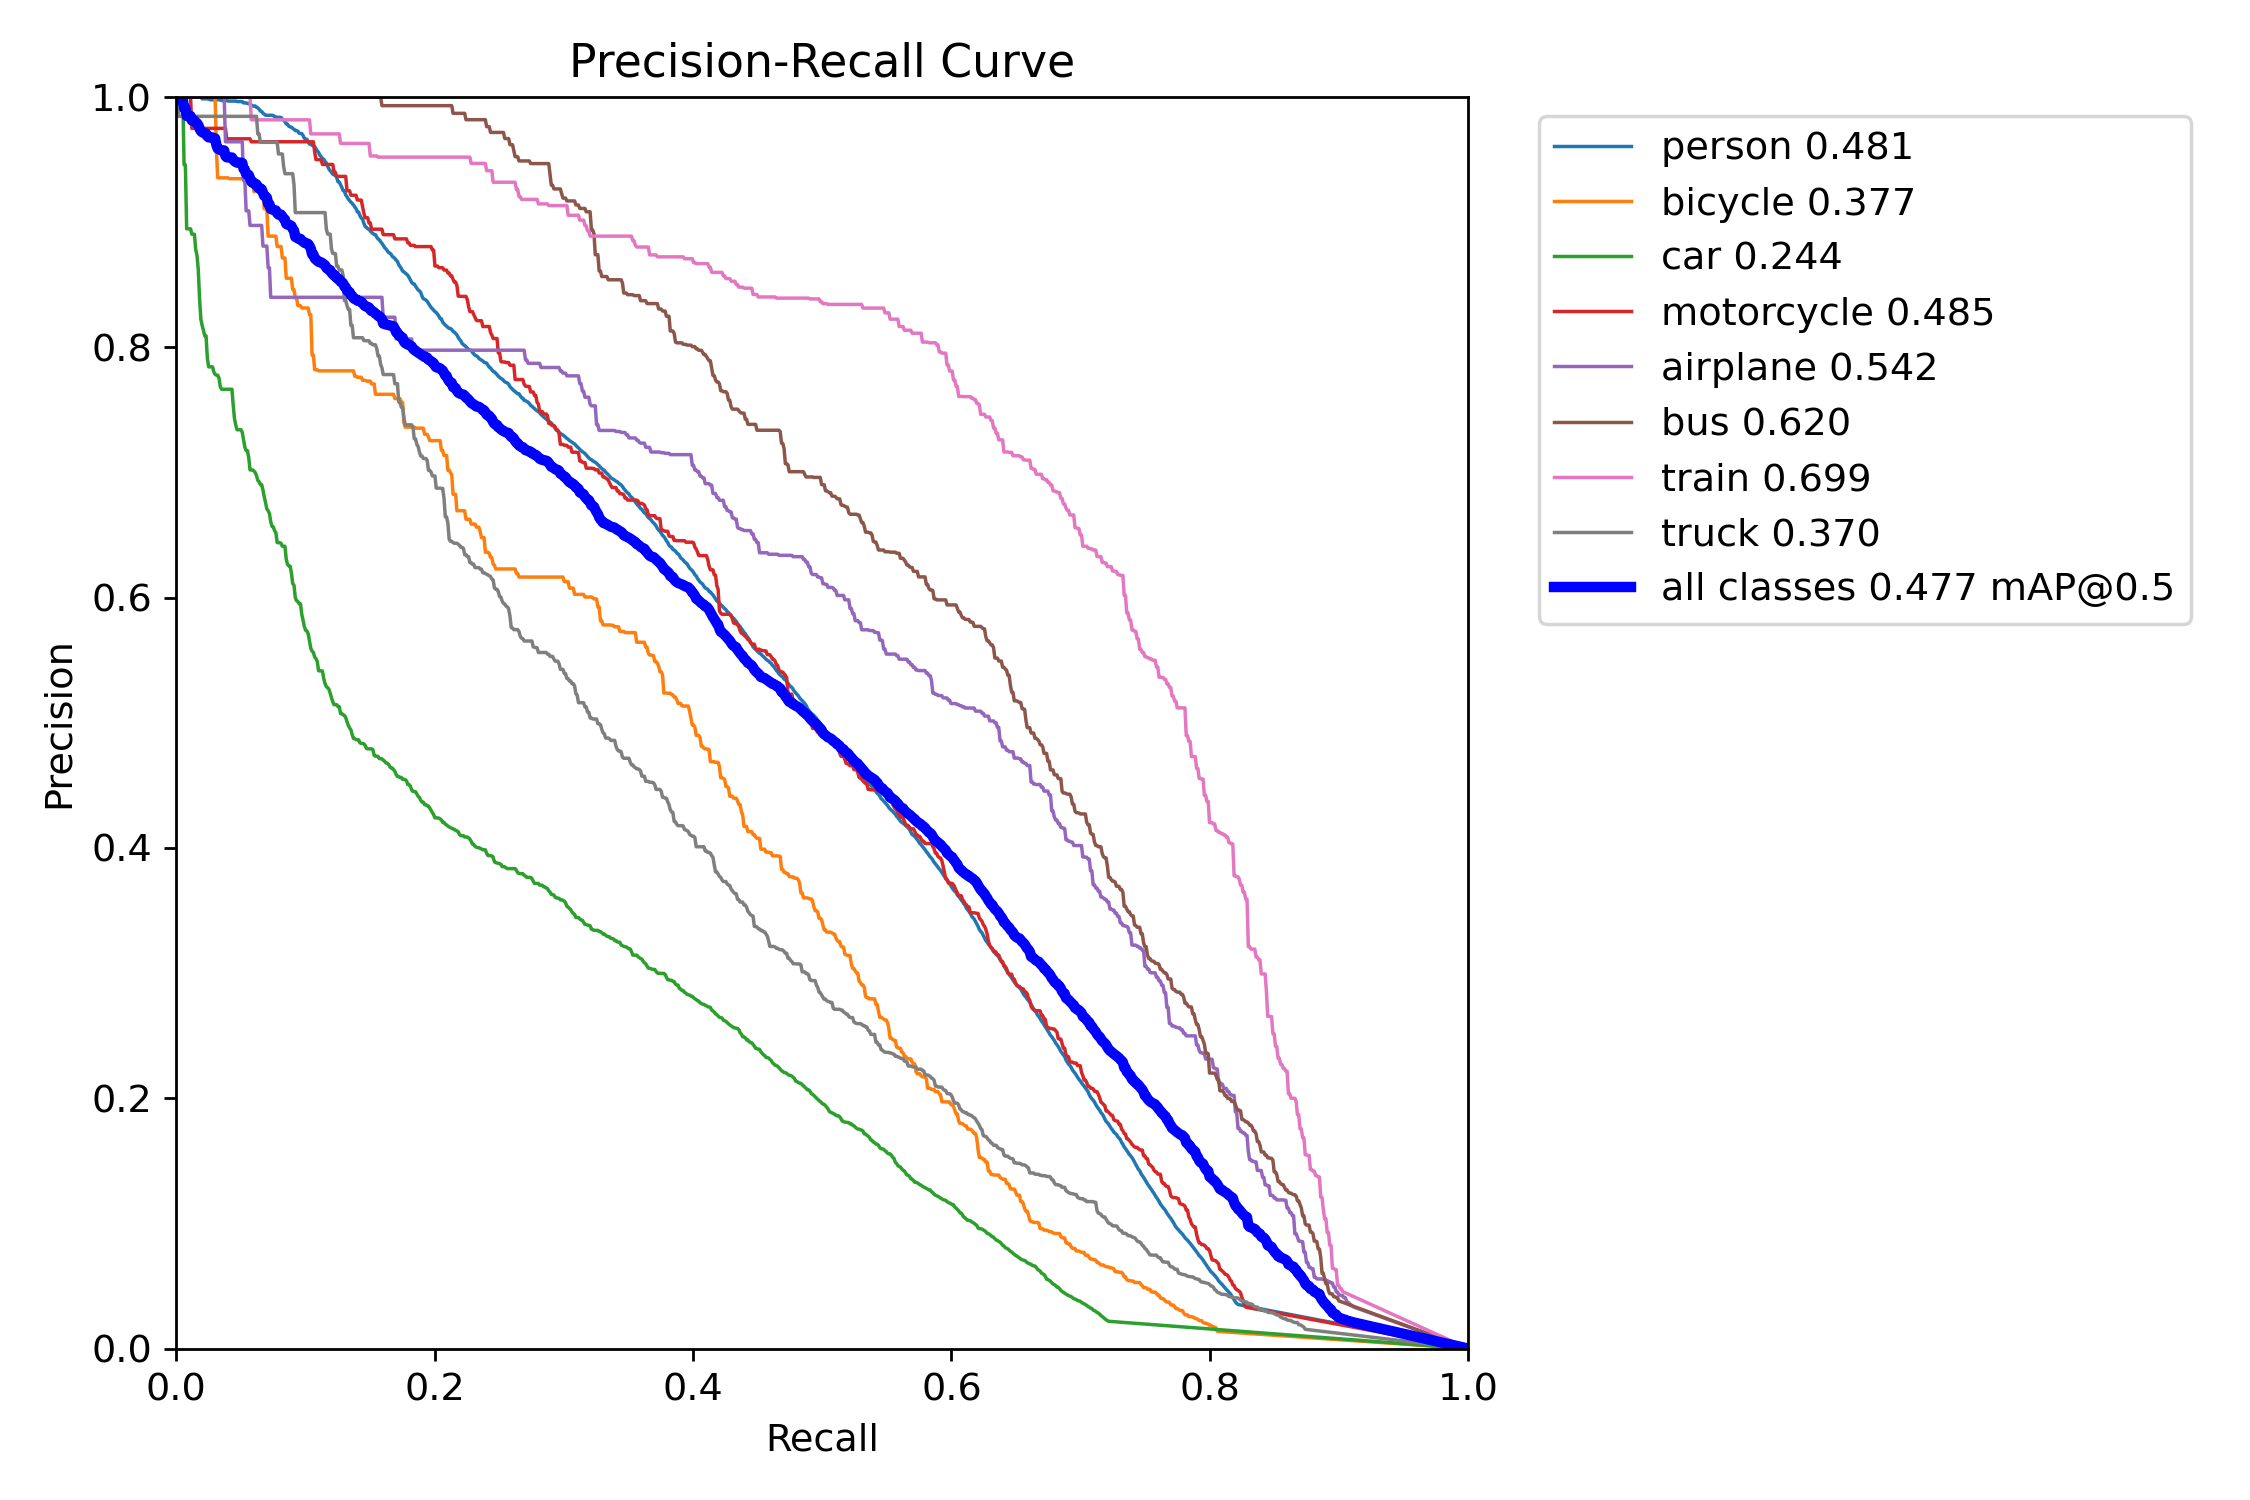 Precision-Recall Curve
1.0
0.8
0.6
0.4
0.2
0.0
Precision
0.0 0.2 0.4 0.6 0.8 1.0
Recall
person 0.481
bicycle 0.377
car 0.244
motorcycle 0.485
airplane 0.542
bus 0.620
train 0.699
truck 0.370
all classes 0.477 mAP@0.5